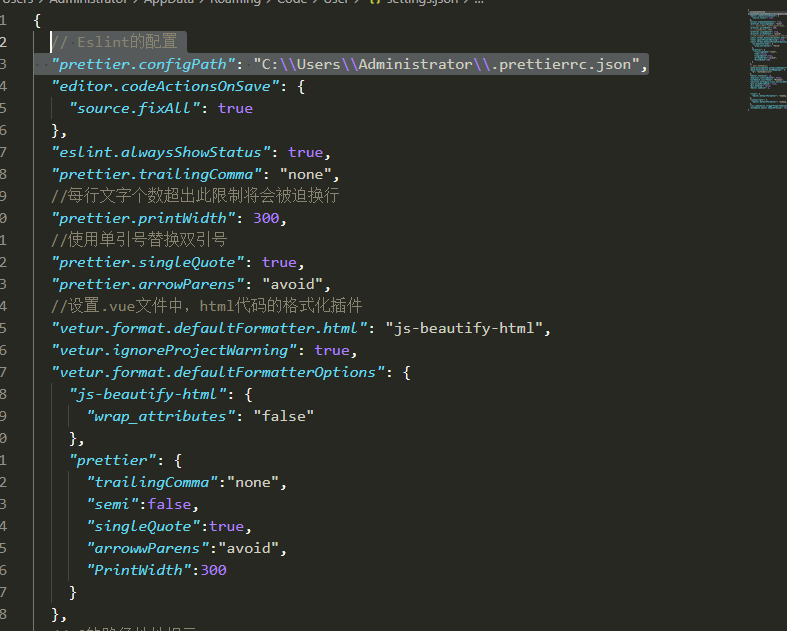 Users > Administrator > AppData > Roaming > Code > User > {} settings.json > ...
1 {
2 // Eslint的配置
3 "prettier.configPath": "C:\\Users\\Administrator\\.prettierrc.json",
4 "editor.codeActionsOnSave": {
5 "source.fixAll": true
6 },
7 "eslint.alwaysShowStatus": true,
8 "prettier.trailingComma": "none",
9 //每行文字个数超出此限制将会被迫换行
0 "prettier.printWidth": 300,
1 //使用单引号替换双引号
2 "prettier.singleQuote": true,
3 "prettier.arrowParens": "avoid",
4 //设置.vue文件中，html代码的格式化插件
5 "vetur.format.defaultFormatter.html": "js-beautify-html",
6 "vetur.ignoreProjectWarning": true,
7 "vetur.format.defaultFormatterOptions": {
8 "js-beautify-html": {
9 "wrap_attributes": "false"
0 },
1 "prettier": {
2 "trailingComma":"none",
3 "semi":false,
4 "singleQuote":true,
5 "arrowwParens":"avoid",
6 "PrintWidth":300
7 }
8 },